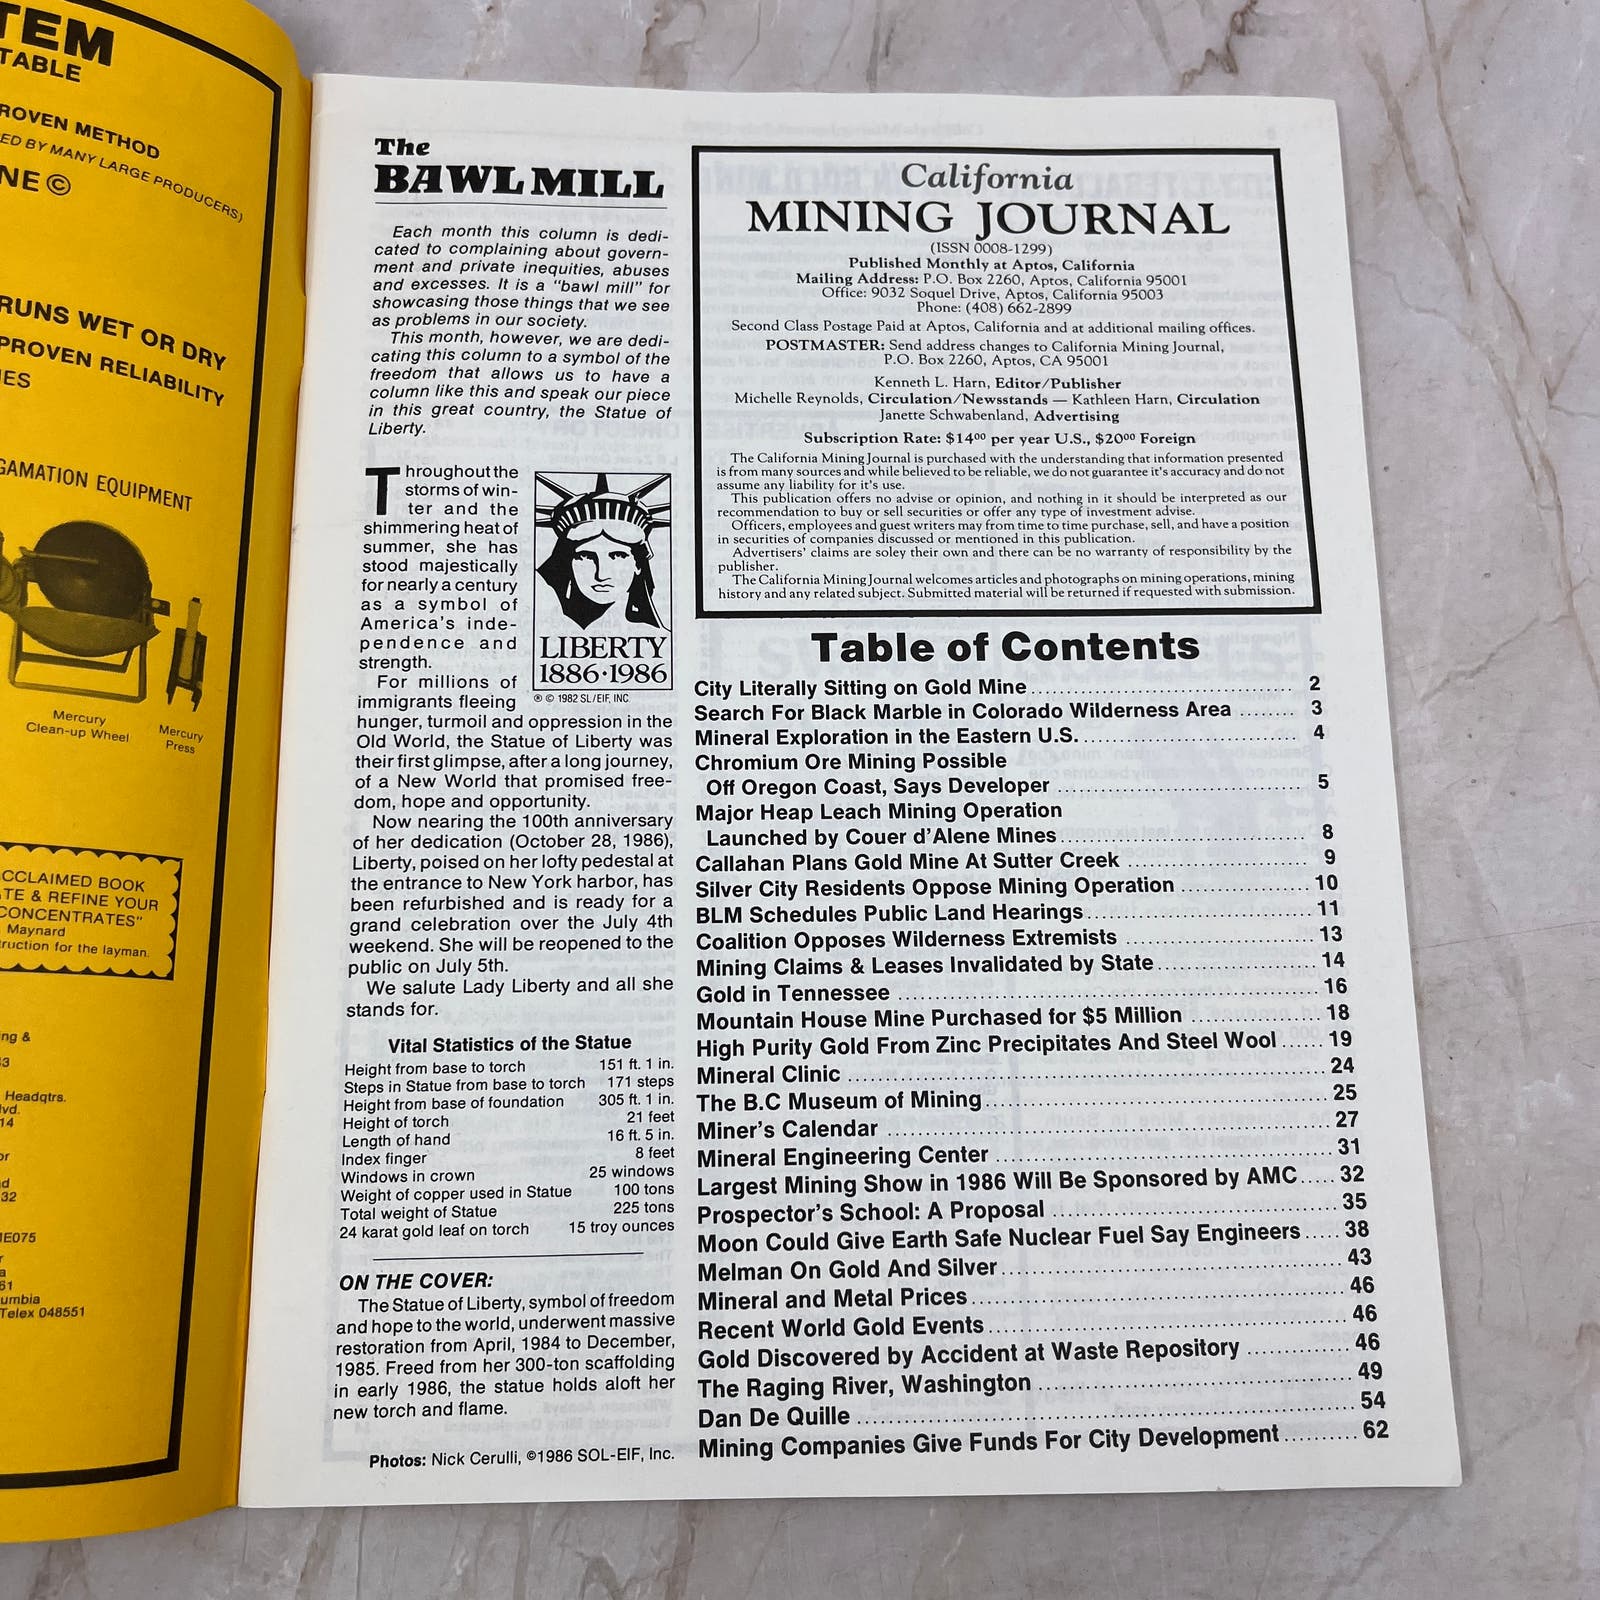 TEM
TABLE
ROVEN METHOD
ED BY MANY LARGE PRODUCERS)
NE ©
RUNS WET OR DRY
PROVEN RELIABILITY
IES
GAMATION EQUIPMENT
Mercury
Clean-up Wheel
Mercury
Press
CCLAIMED BOOK
TE & REFINE YOUR
CONCENTRATES"
Maynard
truction for the layman.
ng &
Headqtrs.
lvd.
14
or
32
IE075
61
umbia
Telex 048551
The
BAWL MILL
Each month this column is dedi-
cated to complaining about govern-
ment and private inequities, abuses
and excesses. It is a "bawl mill" for
showcasing those things that we see
as problems in our society.
This month, however, we are dedi-
cating this column to a symbol of the
freedom that allows us to have a
column like this and speak our piece
in this great country, the Statue of
Liberty.
Throughout the
storms of win-
ter and the
shimmering heat of
summer, she has
stood majestically
for nearly a century
as a symbol of
America's inde-
pendence and
strength.
For millions of
immigrants fleeing
hunger, turmoil and oppression in the
Old World, the Statue of Liberty was
their first glimpse, after a long journey,
of a New World that promised free-
dom, hope and opportunity.
Now nearing the 100th anniversary
of her dedication (October 28, 1986),
Liberty, poised on her lofty pedestal at
the entrance to New York harbor, has
been refurbished and is ready for a
grand celebration over the July 4th
weekend. She will be reopened to the
public on July 5th.
We salute Lady Liberty and all she
stands for.
LIBERTY
1886·1986
® © 1982 SL/EIF, INC.
Vital Statistics of the Statue
Height from base to torch 151 ft. 1 in.
Steps in Statue from base to torch 171 steps
Height from base of foundation 305 ft. 1 in.
Height of torch 21 feet
Length of hand 16 ft. 5 in.
Index finger 8 feet
Windows in crown 25 windows
Weight of copper used in Statue 100 tons
Total weight of Statue 225 tons
24 karat gold leaf on torch 15 troy ounces
ON THE COVER:
The Statue of Liberty, symbol of freedom
and hope to the world, underwent massive
restoration from April, 1984 to December,
1985. Freed from her 300-ton scaffolding
in early 1986, the statue holds aloft her
new torch and flame.
Photos: Nick Cerulli, ©1986 SOL-EIF, Inc.
California
MINING JOURNAL
(ISSN 0008-1299)
Published Monthly at Aptos, California
Mailing Address: P.O. Box 2260, Aptos, California 95001
Office: 9032 Soquel Drive, Aptos, California 95003
Phone: (408) 662-2899
Second Class Postage Paid at Aptos, California and at additional mailing offices.
POSTMASTER: Send address changes to California Mining Journal,
P.O. Box 2260, Aptos, CA 95001
Kenneth L. Harn, Editor/Publisher
Michelle Reynolds, Circulation/Newsstands — Kathleen Harn, Circulation
Janette Schwabenland, Advertising
Subscription Rate: $14⁰⁰ per year U.S., $20⁰⁰ Foreign
The California Mining Journal is purchased with the understanding that information presented
is from many sources and while believed to be reliable, we do not guarantee it's accuracy and do not
assume any liability for it's use.
This publication offers no advise or opinion, and nothing in it should be interpreted as our
recommendation to buy or sell securities or offer any type of investment advise.
Officers, employees and guest writers may from time to time purchase, sell, and have a position
in securities of companies discussed or mentioned in this publication.
Advertisers' claims are soley their own and there can be no warranty of responsibility by the
publisher.
The California Mining Journal welcomes articles and photographs on mining operations, mining
history and any related subject. Submitted material will be returned if requested with submission.
Table of Contents
City Literally Sitting on Gold Mine 2
Search For Black Marble in Colorado Wilderness Area 3
Mineral Exploration in the Eastern U.S. 4
Chromium Ore Mining Possible
Off Oregon Coast, Says Developer 5
Major Heap Leach Mining Operation
Launched by Couer d'Alene Mines 8
Callahan Plans Gold Mine At Sutter Creek 9
Silver City Residents Oppose Mining Operation 10
BLM Schedules Public Land Hearings 11
Coalition Opposes Wilderness Extremists 13
Mining Claims & Leases Invalidated by State 14
Gold in Tennessee 16
Mountain House Mine Purchased for $5 Million 18
High Purity Gold From Zinc Precipitates And Steel Wool 19
Mineral Clinic 24
The B.C Museum of Mining 25
Miner's Calendar 27
Mineral Engineering Center 31
Largest Mining Show in 1986 Will Be Sponsored by AMC 32
Prospector's School: A Proposal 35
Moon Could Give Earth Safe Nuclear Fuel Say Engineers 38
Melman On Gold And Silver 43
Mineral and Metal Prices 46
Recent World Gold Events 46
Gold Discovered by Accident at Waste Repository 46
The Raging River, Washington 49
Dan De Quille 54
Mining Companies Give Funds For City Development 62